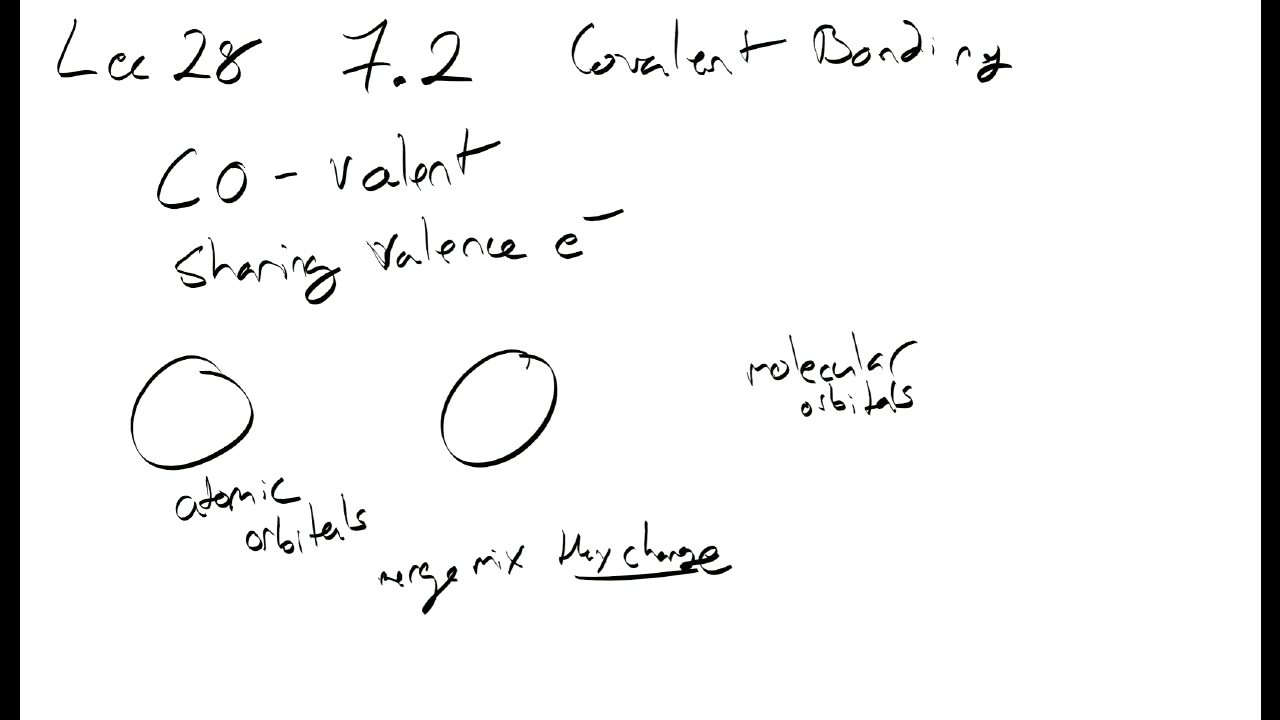 Lec 28 7.2 Covalent Bonding
CO - valent
sharing valence e⁻
molecular
orbitals
atomic
orbitals
merge mix they change